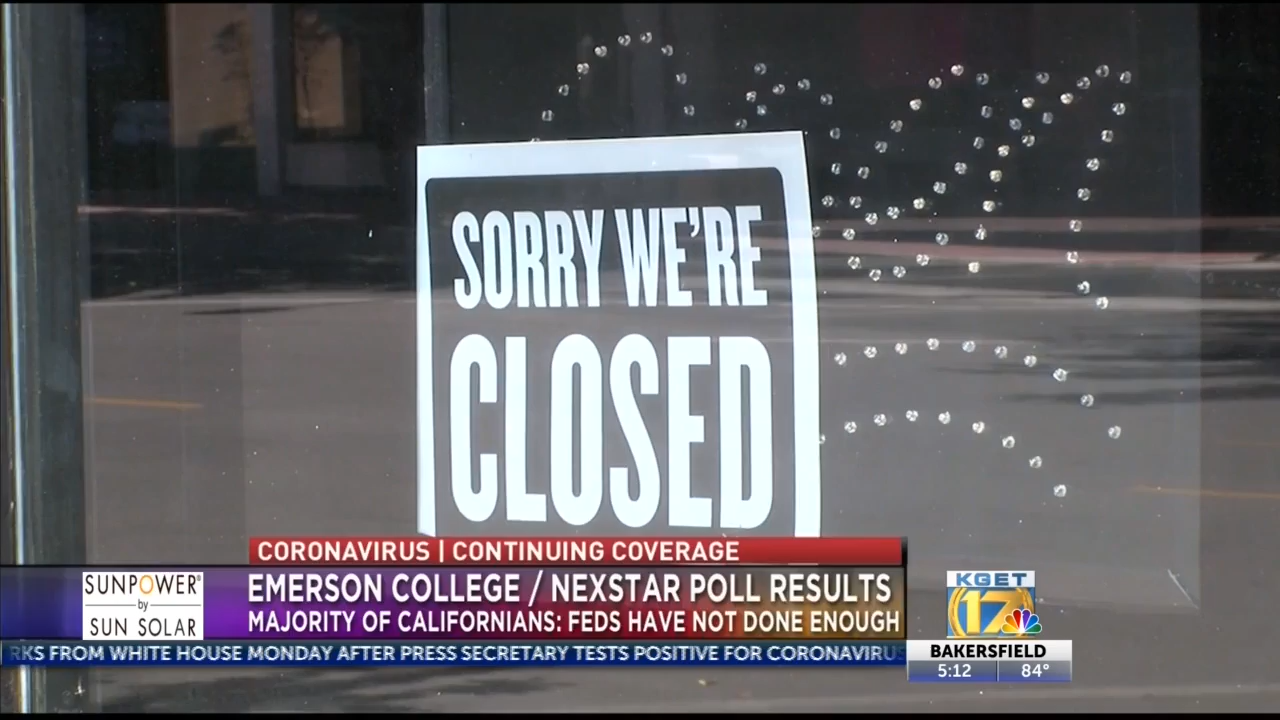 SORRY WE'RE
CLOSED
CORONAVIRUS | CONTINUING COVERAGE
EMERSON COLLEGE / NEXSTAR POLL RESULTS
MAJORITY OF CALIFORNIANS: FEDS HAVE NOT DONE ENOUGH
SUNPOWER®
by
SUN SOLAR
RKS FROM WHITE HOUSE MONDAY AFTER PRESS SECRETARY TESTS POSITIVE FOR CORONAVIRUS
KGET
17
BAKERSFIELD
5:12 84°